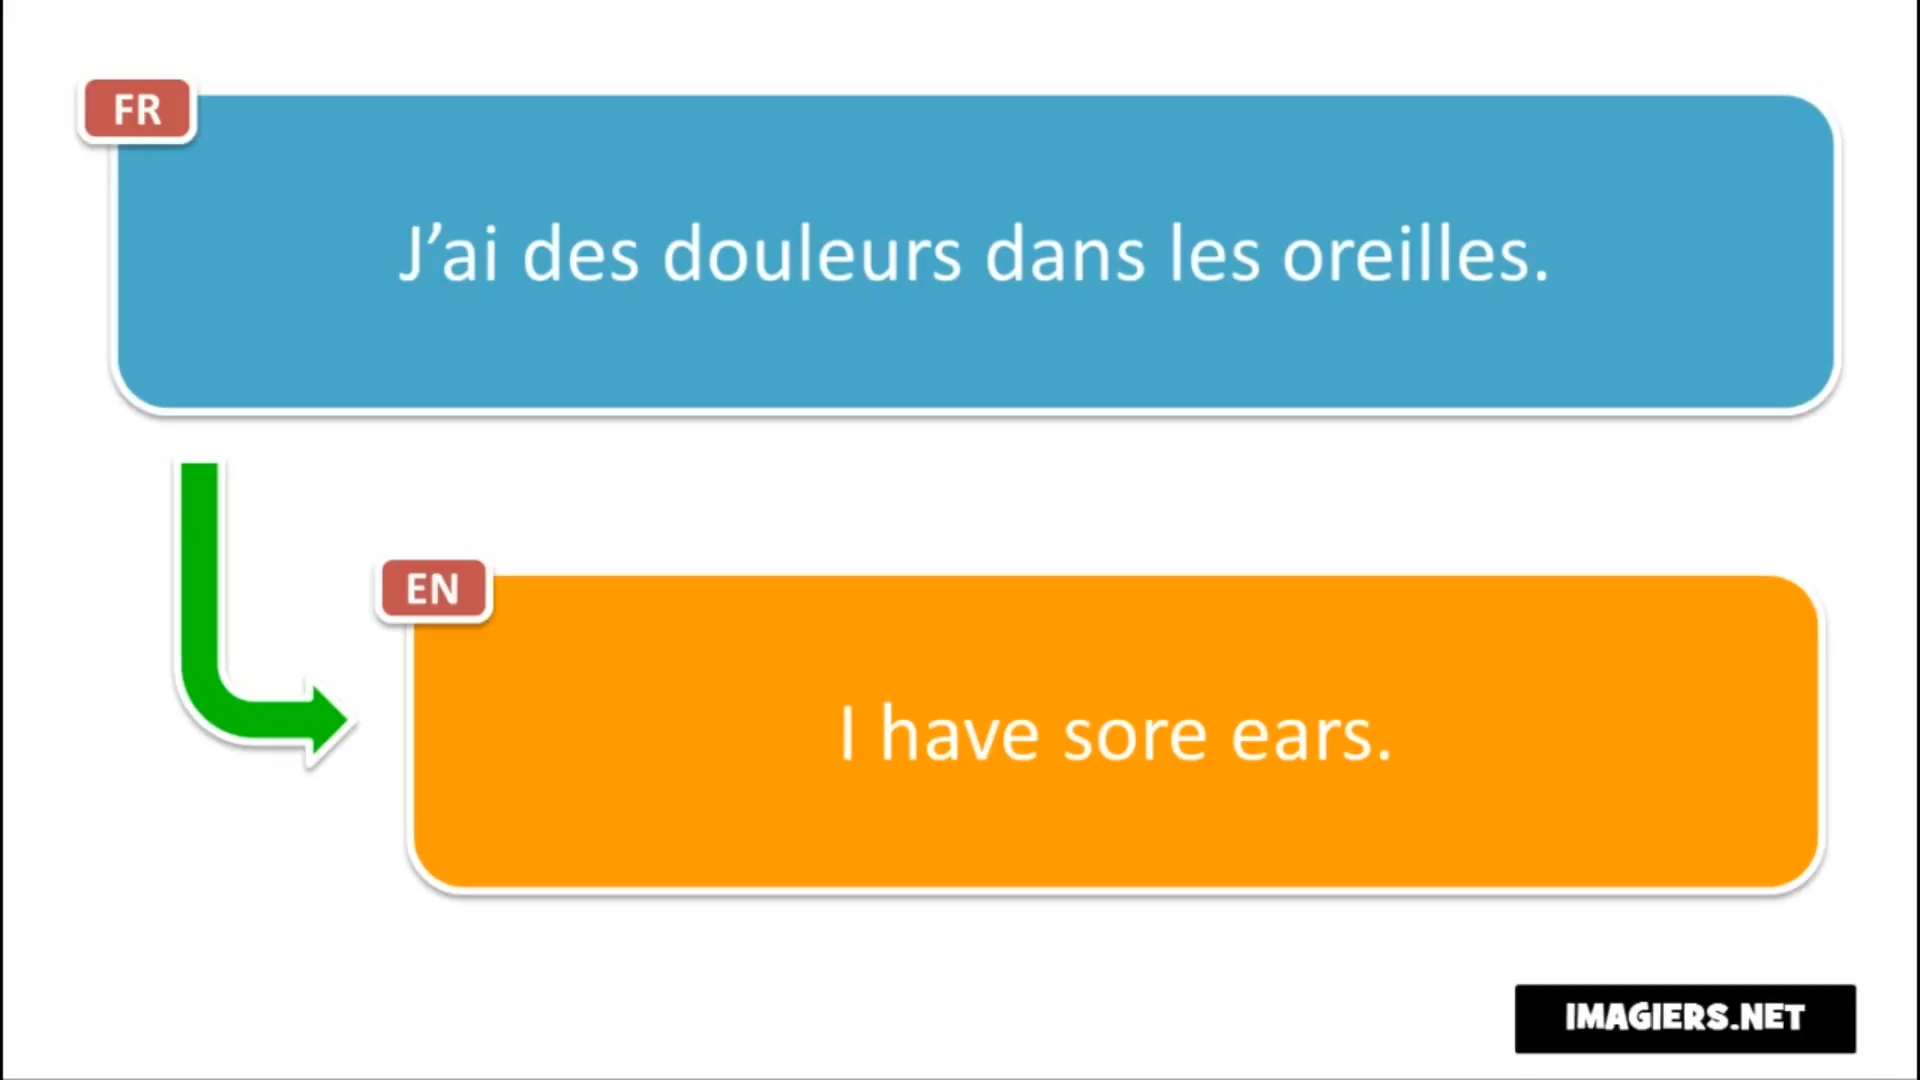 FR
J’ai des douleurs dans les oreilles.
EN
I have sore ears.
IMAGIERS.NET